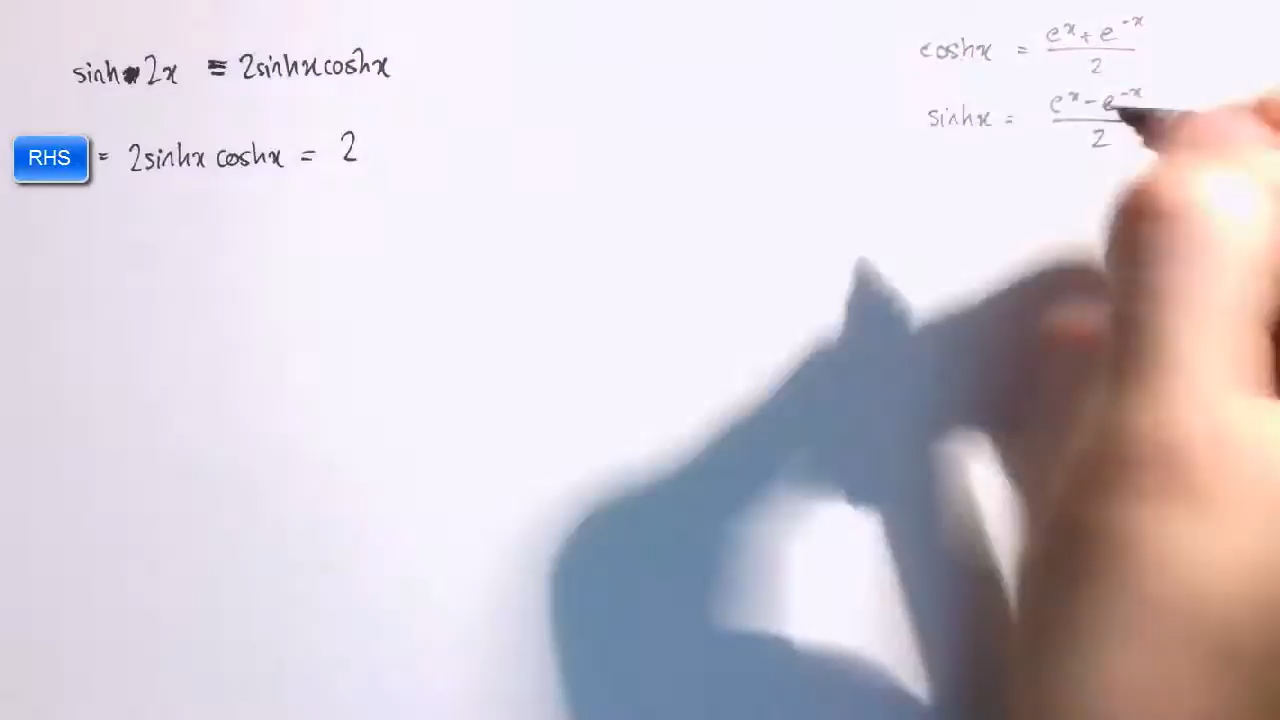 sinh 2x ≡ 2sinhxcoshx
RHS = 2sinhx coshx = 2
coshx = (e^x + e^-x)/2
sinhx = (e^x - e^-x)/2